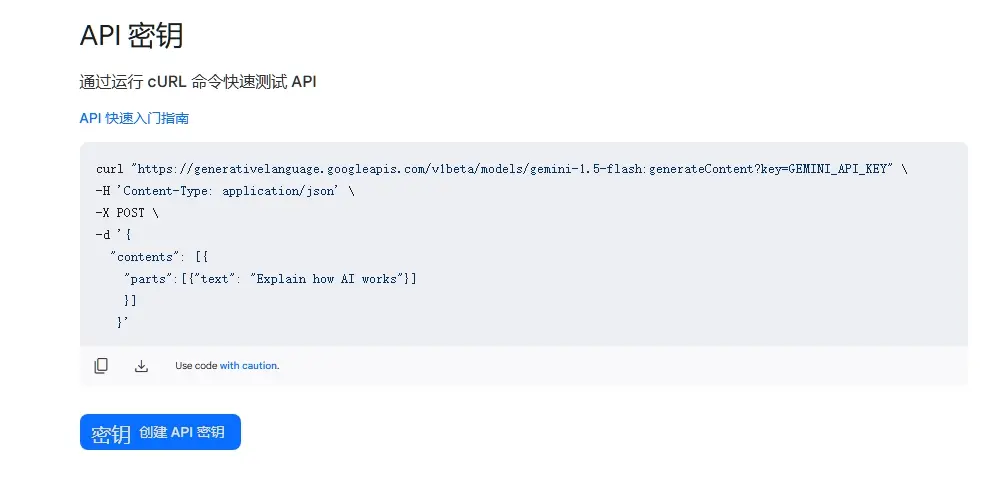 API 密钥
通过运行 cURL 命令快速测试 API
API 快速入门指南
curl "https://generativelanguage.googleapis.com/v1beta/models/gemini-1.5-flash:generateContent?key=GEMINI_API_KEY" \
-H 'Content-Type: application/json' \
-X POST \
-d '{
  "contents": [{
    "parts":[{"text": "Explain how AI works"}]
    }]
   }'
Use code with caution.
密钥 创建 API 密钥